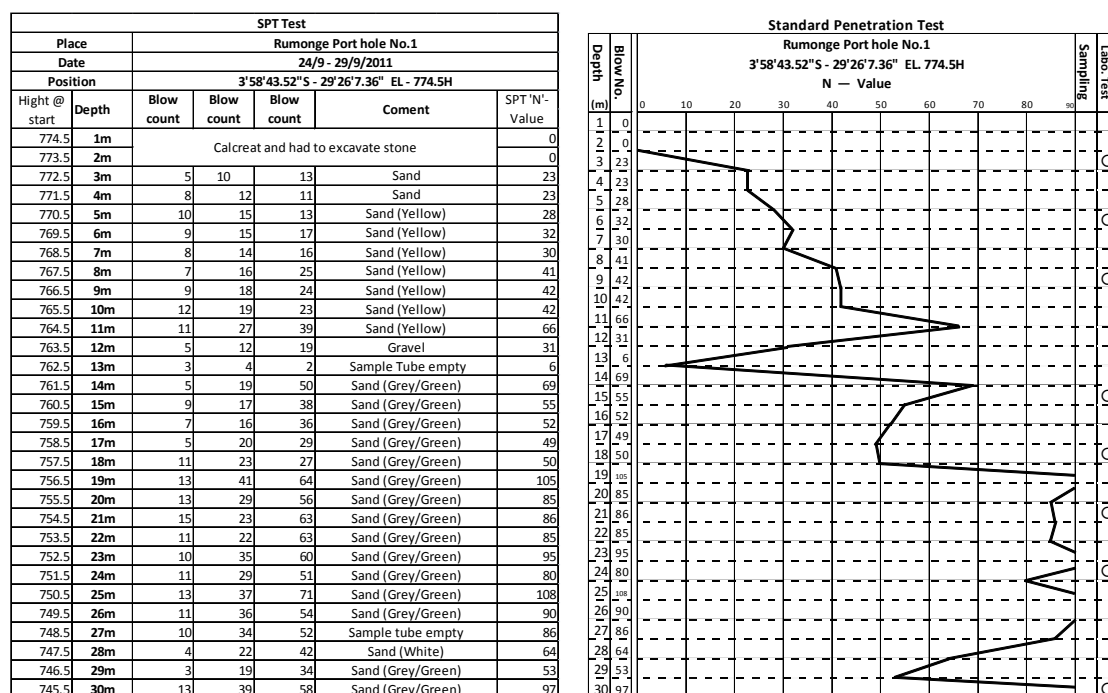 SPT Test
Place Rumonge Port hole No.1
Date 24/9 - 29/9/2011
Position 3'58'43.52"S - 29'26'7.36" EL - 774.5H
Hight @ start Depth Blow count Blow count Blow count Coment SPT 'N'- Value
774.5 1m Calcreat and had to excavate stone 0
773.5 2m 0
772.5 3m 5 10 13 Sand 23
771.5 4m 8 12 11 Sand 23
770.5 5m 10 15 13 Sand (Yellow) 28
769.5 6m 9 15 17 Sand (Yellow) 32
768.5 7m 8 14 16 Sand (Yellow) 30
767.5 8m 7 16 25 Sand (Yellow) 41
766.5 9m 9 18 24 Sand (Yellow) 42
765.5 10m 12 19 23 Sand (Yellow) 42
764.5 11m 11 27 39 Sand (Yellow) 66
763.5 12m 5 12 19 Gravel 31
762.5 13m 3 4 2 Sample Tube empty 6
761.5 14m 5 19 50 Sand (Grey/Green) 69
760.5 15m 9 17 38 Sand (Grey/Green) 55
759.5 16m 7 16 36 Sand (Grey/Green) 52
758.5 17m 5 20 29 Sand (Grey/Green) 49
757.5 18m 11 23 27 Sand (Grey/Green) 50
756.5 19m 13 41 64 Sand (Grey/Green) 105
755.5 20m 13 29 56 Sand (Grey/Green) 85
754.5 21m 15 23 63 Sand (Grey/Green) 86
753.5 22m 11 22 63 Sand (Grey/Green) 85
752.5 23m 10 35 60 Sand (Grey/Green) 95
751.5 24m 11 29 51 Sand (Grey/Green) 80
750.5 25m 13 37 71 Sand (Grey/Green) 108
749.5 26m 11 36 54 Sand (Grey/Green) 90
748.5 27m 10 34 52 Sample tube empty 86
747.5 28m 4 22 42 Sand (White) 64
746.5 29m 3 19 34 Sand (Grey/Green) 53
745.5 30m 13 39 58 Sand (Grey/Green) 97
Standard Penetration Test
Rumonge Port hole No.1
3'58'43.52"S - 29'26'7.36" EL. 774.5H
N — Value
Depth (m) Blow No. 0 10 20 30 40 50 60 70 80 90 Sampling Labo. Test
1 0
2 0
3 23
4 23
5 28
6 32
7 30
8 41
9 42
10 42
11 66
12 31
13 6
14 69
15 55
16 52
17 49
18 50
19 105
20 85
21 86
22 85
23 95
24 80
25 108
26 90
27 86
28 64
29 53
30 97